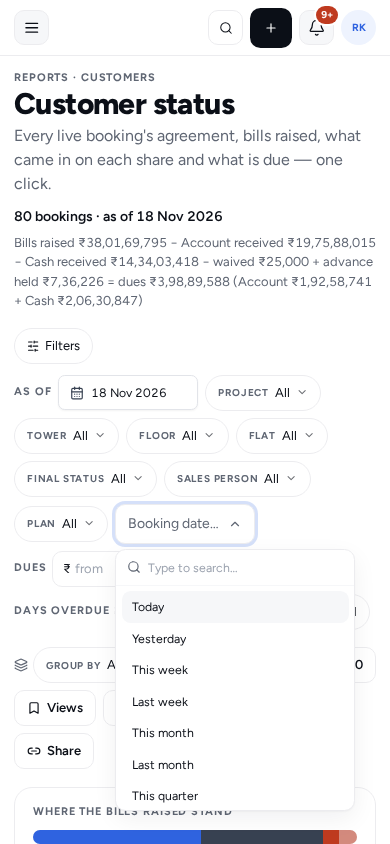 9+
RK
REPORTS · CUSTOMERS
Customer status
Every live booking's agreement, bills raised, what
came in on each share and what is due — one
click.
80 bookings · as of 18 Nov 2026
Bills raised ₹38,01,69,795 − Account received ₹19,75,88,015
− Cash received ₹14,34,03,418 − waived ₹25,000 + advance
held ₹7,36,226 = dues ₹3,98,89,588 (Account ₹1,92,58,741
+ Cash ₹2,06,30,847)
Filters
AS OF 18 Nov 2026 PROJECT All
TOWER All FLOOR All FLAT All
FINAL STATUS All SALES PERSON All
PLAN All Booking date...
DUES ₹ from
Type to search...
Today
DAYS OVERDUE
Yesterday
This week
GROUP BY
Last week
Views
This month
Share
Last month
This quarter
WHERE THE BILLS RAISED STAND